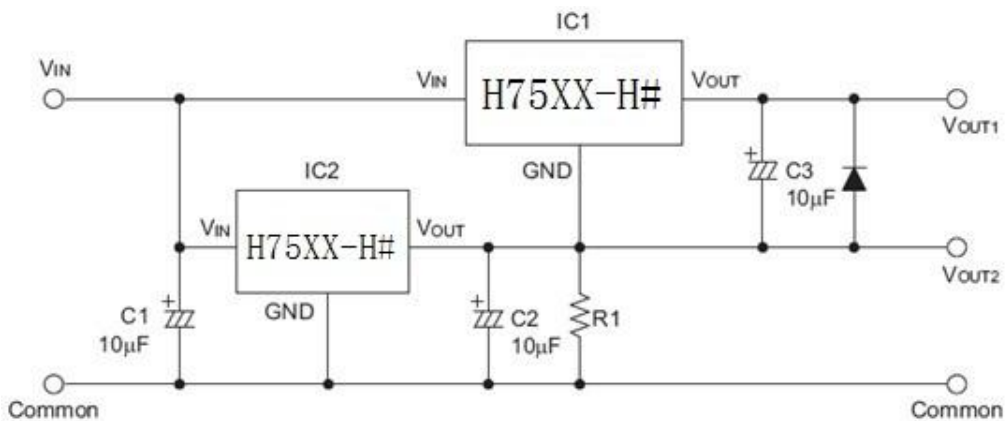 IC1
VIN
VIN
H75XX-H#
VOUT
VOUT1
GND
+
C3
10µF
IC2
VIN
H75XX-H#
VOUT
VOUT2
GND
+
C1
10µF
+
C2
10µF
R1
Common
Common